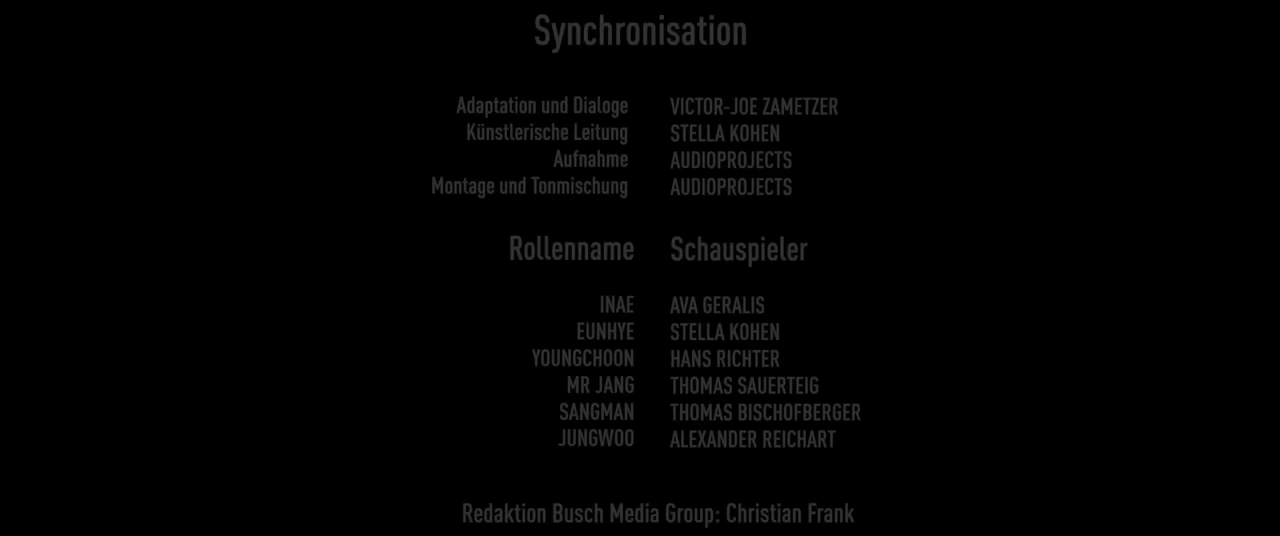 Synchronisation
Adaptation und Dialoge VICTOR-JOE ZAMETZER
Künstlerische Leitung STELLA KOHEN
Aufnahme AUDIOPROJECTS
Montage und Tonmischung AUDIOPROJECTS
Rollenname Schauspieler
INAE AVA GERALIS
EUNHYE STELLA KOHEN
YOUNGCHOON HANS RICHTER
MR JANG THOMAS SAUERTEIG
SANGMAN THOMAS BISCHOFBERGER
JUNGWOO ALEXANDER REICHART
Redaktion Busch Media Group: Christian Frank